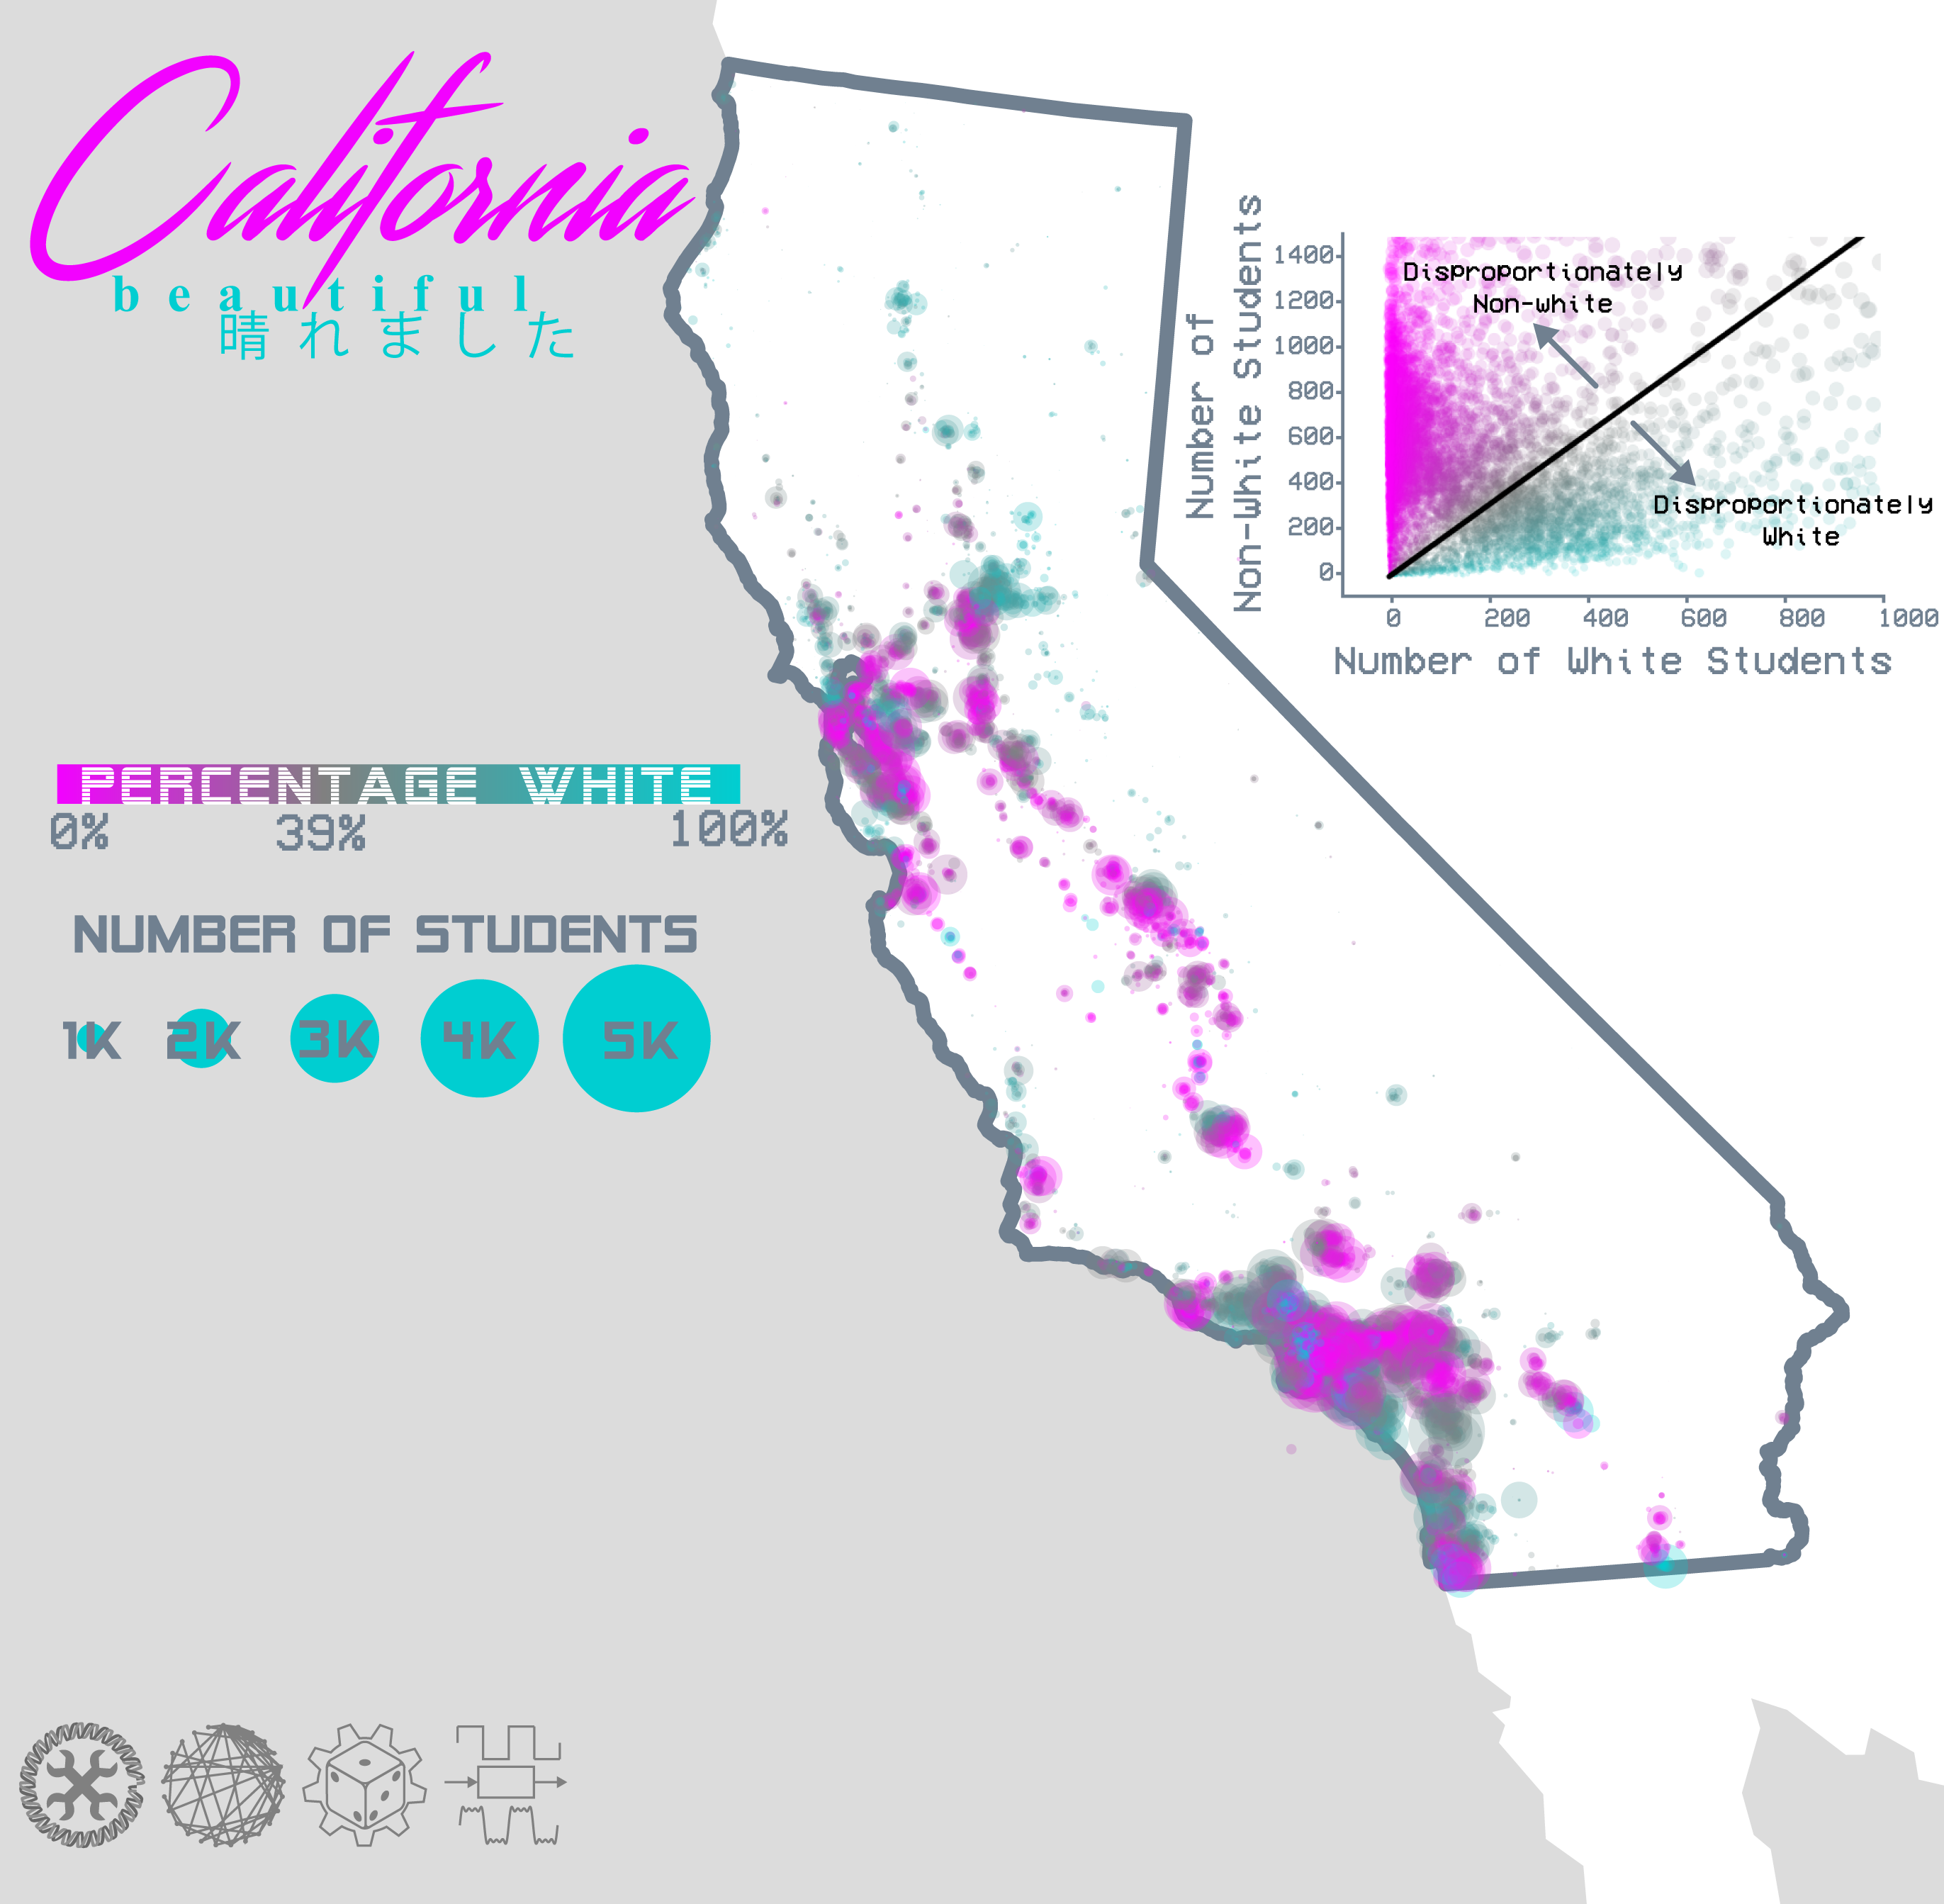 California
beautiful
晴れました
PERCENTAGE WHITE
0% 39% 100%
NUMBER OF STUDENTS
1K 2K 3K 4K 5K
Number of
Non-White Students
1400
1200
1000
800
600
400
200
0
Disproportionately
Non-white
Disproportionately
White
0 200 400 600 800 1000
Number of White Students